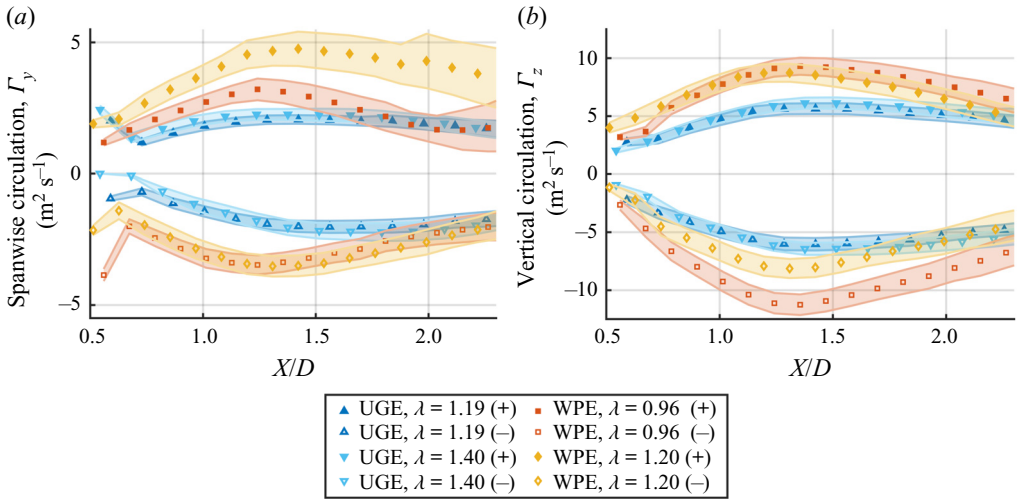 (a)
(b)
Spanwise circulation, Γy
(m² s⁻¹)
5
0
−5
0.5 1.0 1.5 2.0
X/D
Vertical circulation, Γz
(m² s⁻¹)
10
5
0
−5
−10
0.5 1.0 1.5 2.0
X/D
UGE, λ = 1.19 (+)
UGE, λ = 1.19 (–)
UGE, λ = 1.40 (+)
UGE, λ = 1.40 (–)
WPE, λ = 0.96 (+)
WPE, λ = 0.96 (–)
WPE, λ = 1.20 (+)
WPE, λ = 1.20 (–)